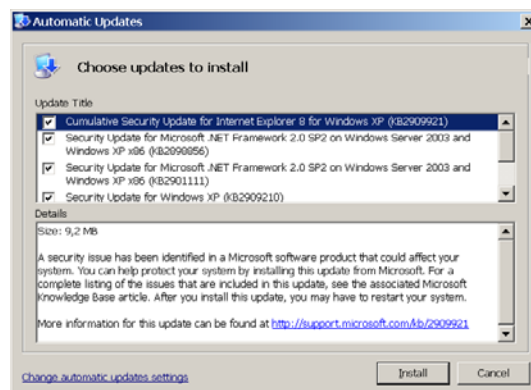 Automatic Updates
Choose updates to install
Update Title
Cumulative Security Update for Internet Explorer 8 for Windows XP (KB2909921)
Security Update for Microsoft .NET Framework 2.0 SP2 on Windows Server 2003 and
Windows XP x86 (KB2898856)
Security Update for Microsoft .NET Framework 2.0 SP2 on Windows Server 2003 and
Windows XP x86 (KB2901111)
Security Update for Windows XP (KB2909210)
Details
Size: 9,2 MB
A security issue has been identified in a Microsoft software product that could affect your
system. You can help protect your system by installing this update from Microsoft. For a
complete listing of the issues that are included in this update, see the associated Microsoft
Knowledge Base article. After you install this update, you may have to restart your system.
More information for this update can be found at http://support.microsoft.com/kb/2909921
Change automatic updates settings
Install
Cancel